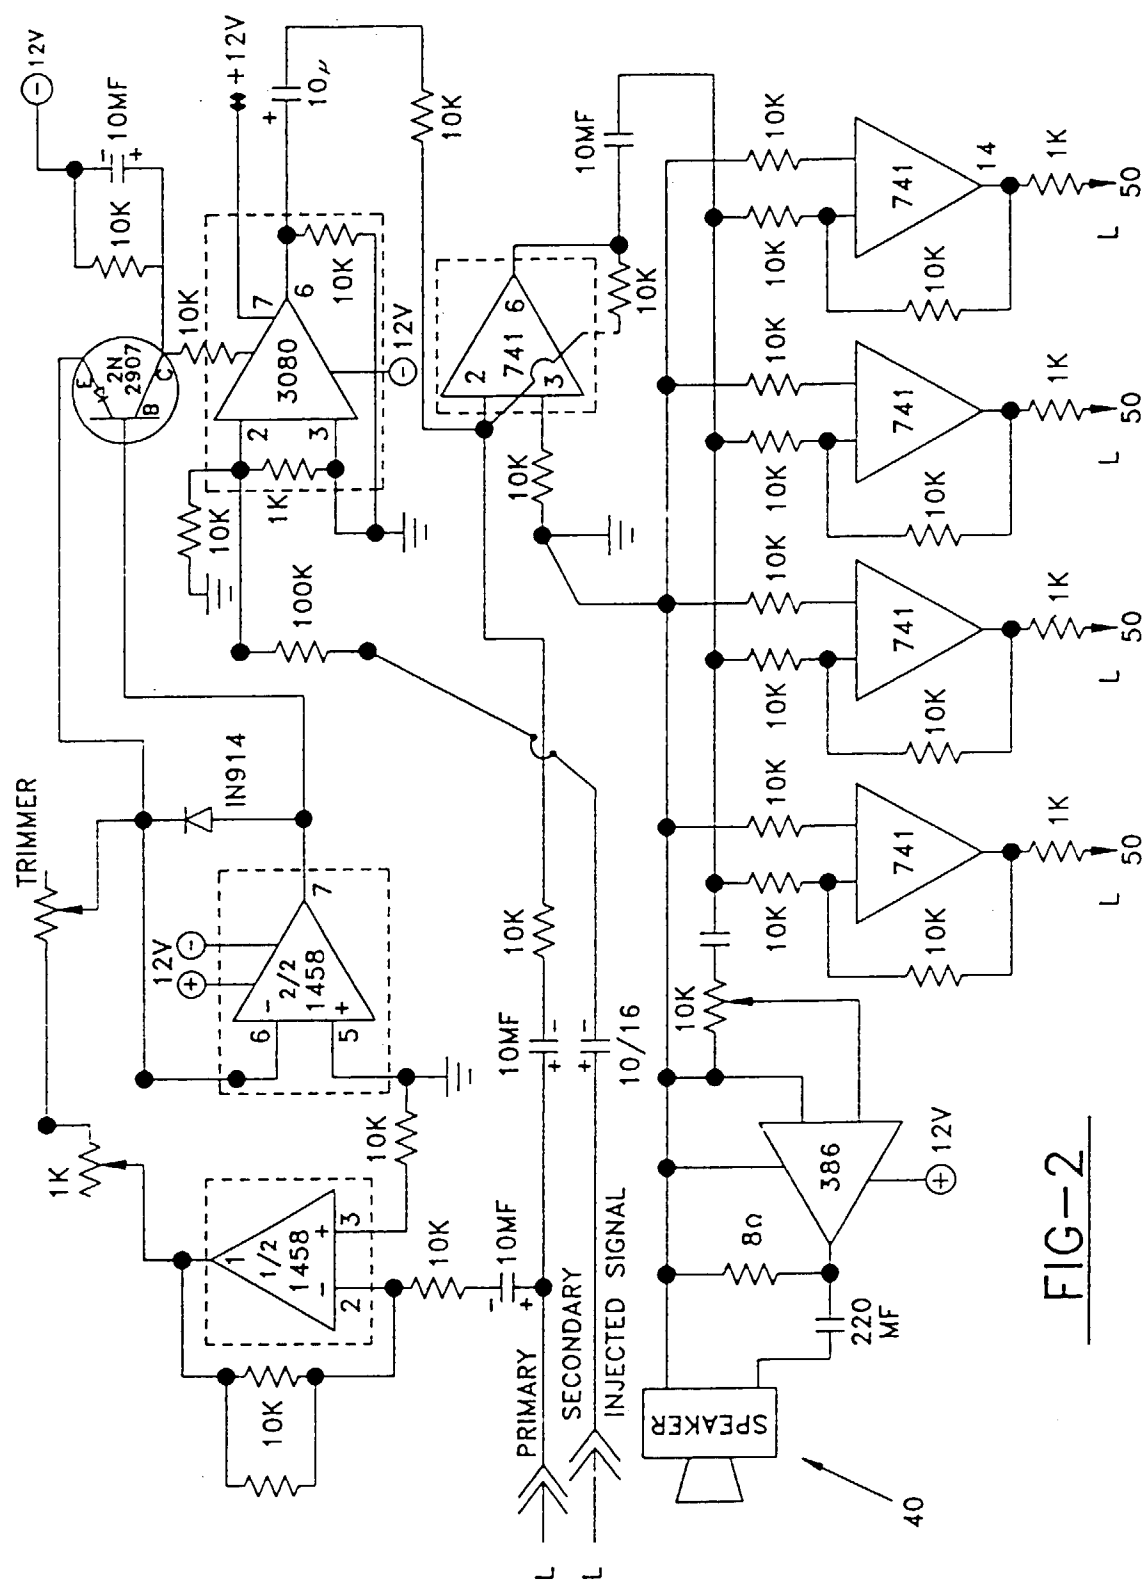 TRIMMER
1K
12V
+
-
IN914
E
2N
2907
B
C
-
12V
-
10MF
+
10K
10K
+12V
7
3080
6
2
3
10K
1K
10K
-
12V
+
10μ
10K
100K
6
-
2/2
1458
+
5
7
10K
1
1/2
1458
-
+
2
3
10K
10K
-
10MF
+
L
PRIMARY
10MF
+
-
10K
L
SECONDARY
INJECTED SIGNAL
+
-
10/16
2
741
3
6
10K
10K
10MF
SPEAKER
40
220
MF
8Ω
386
+
12V
10K
10K
10K
741
10K
1K
L
50
10K
10K
741
10K
1K
L
50
10K
10K
741
10K
1K
L
50
10K
10K
741
14
10K
1K
L
50
FIG-2